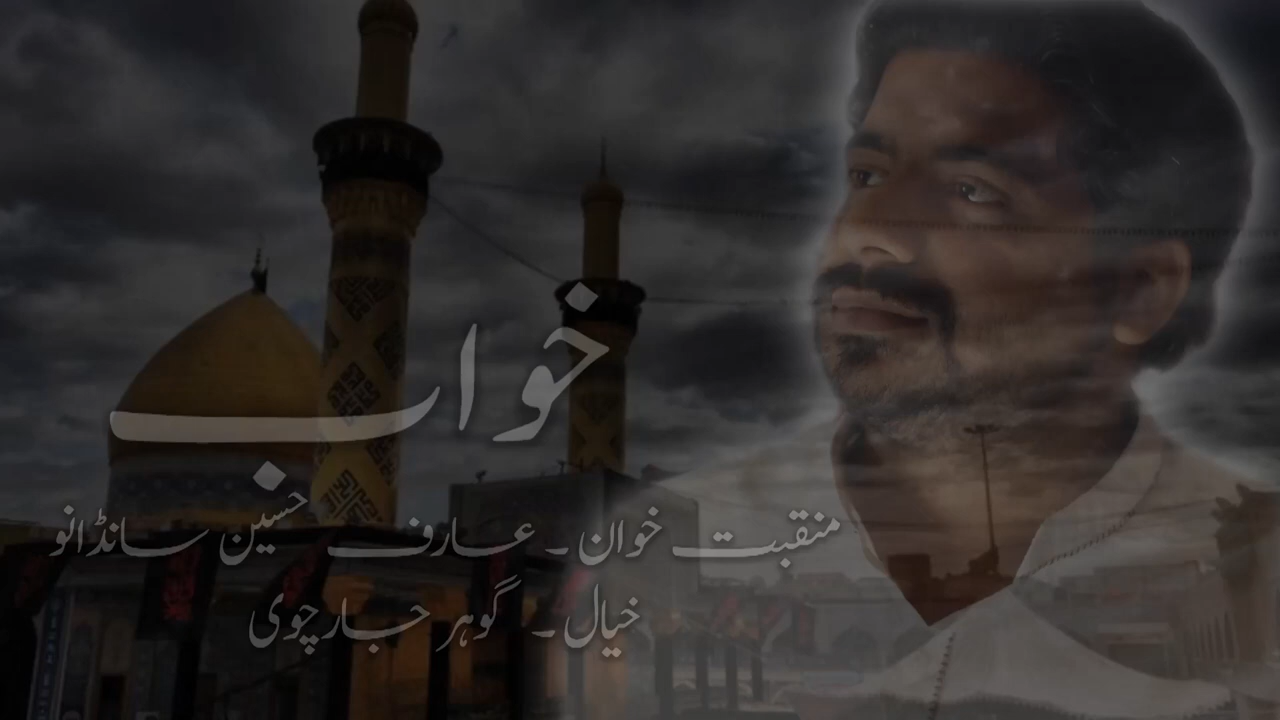 خواب
منقبت خوان۔ عارف حسین سانڈانو
خیال۔ گوہر جارچوی